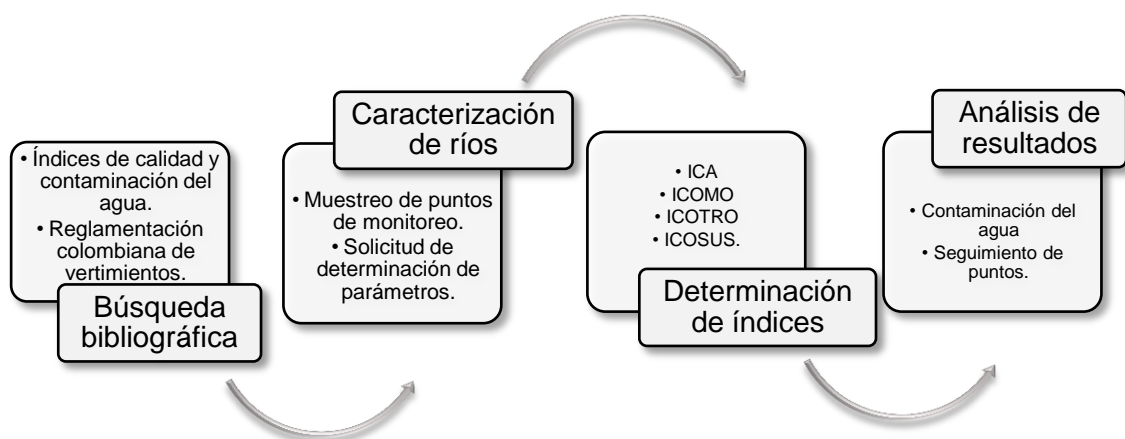 • Índices de calidad y
contaminación del
agua.
• Reglamentación
colombiana de
vertimientos.
Búsqueda
bibliográfica
Caracterización
de ríos
• Muestreo de puntos
de monitoreo.
• Solicitud de
determinación de
parámetros.
• ICA
• ICOMO
• ICOTRO
• ICOSUS.
Determinación
de índices
Análisis de
resultados
• Contaminación del
agua
• Seguimiento de
puntos.